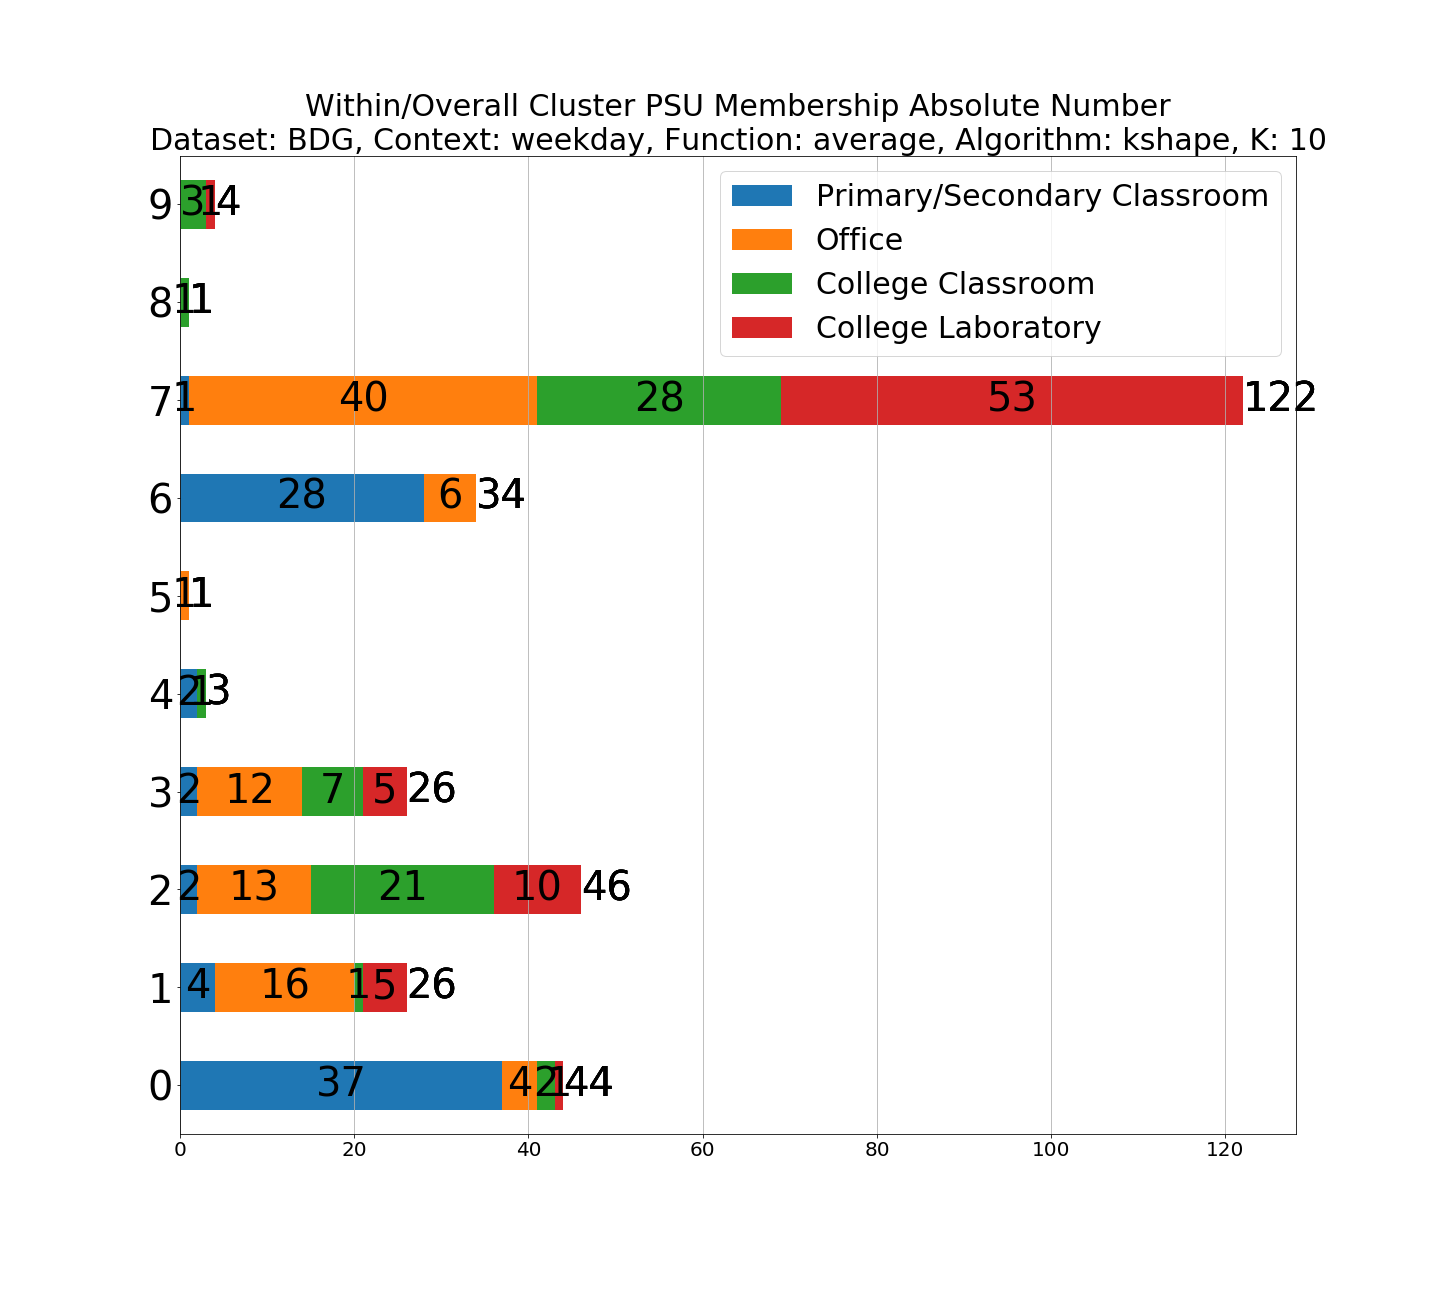 Within/Overall Cluster PSU Membership Absolute Number
Dataset: BDG, Context: weekday, Function: average, Algorithm: kshape, K: 10
Primary/Secondary Classroom
Office
College Classroom
College Laboratory
9 3 1 4
8 1 1
7 1 40 28 53 122
6 28 6 34
5 1 1
4 2 1 3
3 2 12 7 5 26
2 2 13 21 10 46
1 4 16 1 5 26
0 37 4 2 1 44
0 20 40 60 80 100 120